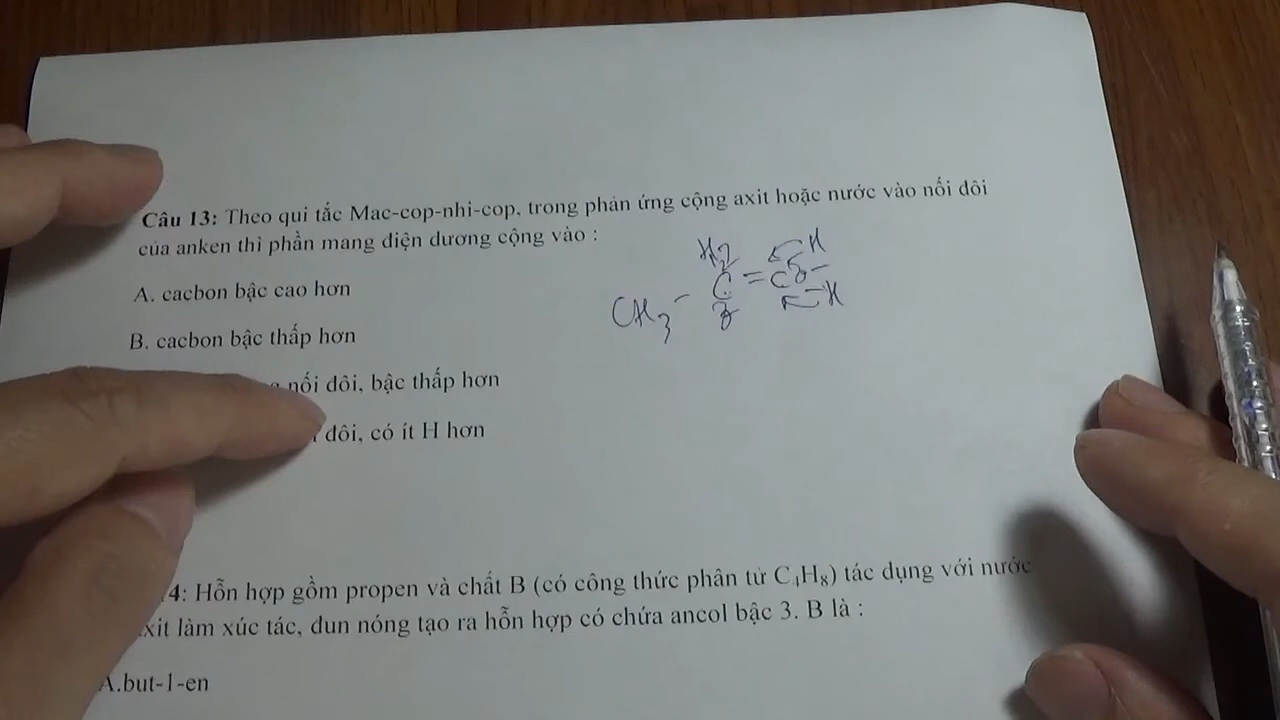 Câu 13: Theo qui tắc Mac-cop-nhi-cop, trong phản ứng cộng axit hoặc nước vào nối đôi
của anken thì phần mang điện dương cộng vào :
A. cacbon bậc cao hơn
B. cacbon bậc thấp hơn
nối đôi, bậc thấp hơn
đôi, có ít H hơn
H2 H
CH3 - C = C -
H
4: Hỗn hợp gồm propen và chất B (có công thức phân tử C₄H₈) tác dụng với nước
xit làm xúc tác, đun nóng tạo ra hỗn hợp có chứa ancol bậc 3. B là :
A.but-1-en